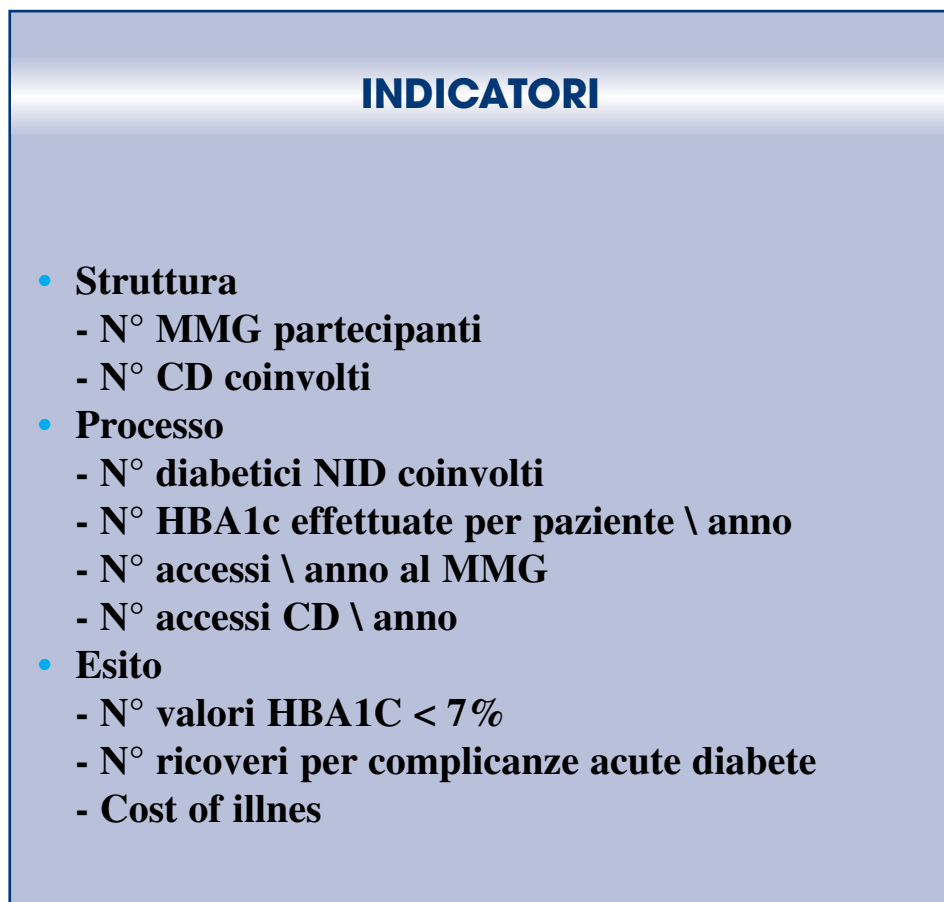 INDICATORI
• Struttura
- N° MMG partecipanti
- N° CD coinvolti
• Processo
- N° diabetici NID coinvolti
- N° HBA1c effettuate per paziente \ anno
- N° accessi \ anno al MMG
- N° accessi CD \ anno
• Esito
- N° valori HBA1C < 7%
- N° ricoveri per complicanze acute diabete
- Cost of illnes